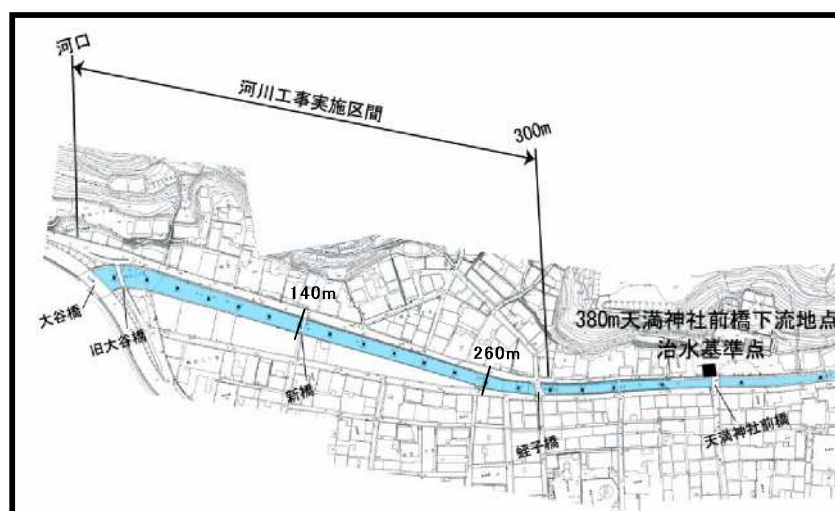 河口
河川工事実施区間
300m
140m
380m天満神社前橋下流地点
治水基準点
大谷橋
旧大谷橋
260m
新橋
蛭子橋
天満神社前橋